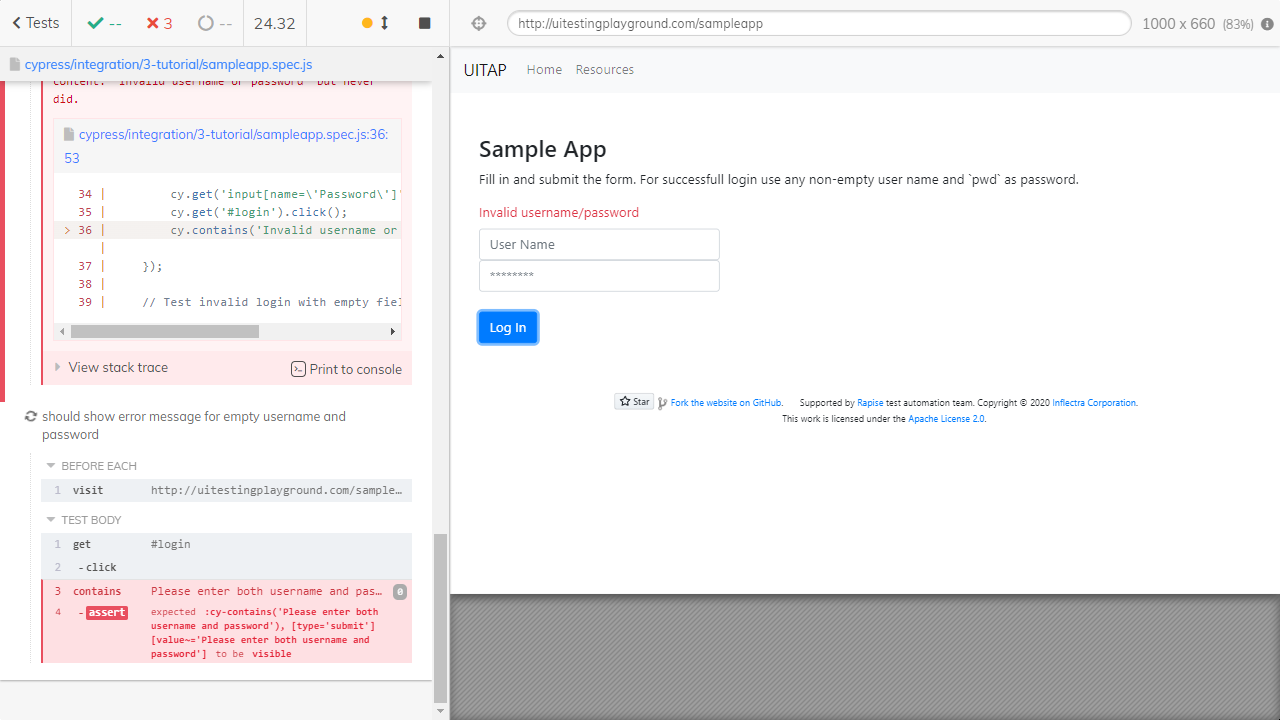 Tests
--
3
--
24.32
http://uitestingplayground.com/sampleapp
1000 x 660 (83%)
cypress/integration/3-tutorial/sampleapp.spec.js
content: 'Invalid username or password' but never
did.
cypress/integration/3-tutorial/sampleapp.spec.js:36:
53
34 | cy.get('input[name=\'Password\']'
35 | cy.get('#login').click();
> 36 | cy.contains('Invalid username or
|
37 | });
38 |
39 | // Test invalid login with empty fiel
View stack trace
Print to console
should show error message for empty username and
password
BEFORE EACH
1 visit http://uitestingplayground.com/sample…
TEST BODY
1 get #login
2 -click
3 contains Please enter both username and pas… 0
4 -assert expected :cy-contains('Please enter both
username and password'), [type='submit']
[value~='Please enter both username and
password'] to be visible
UITAP Home Resources
Sample App
Fill in and submit the form. For successfull login use any non-empty user name and `pwd` as password.
Invalid username/password
User Name
********
Log In
Star Fork the website on GitHub. Supported by Rapise test automation team. Copyright © 2020 Inflectra Corporation.
This work is licensed under the Apache License 2.0.